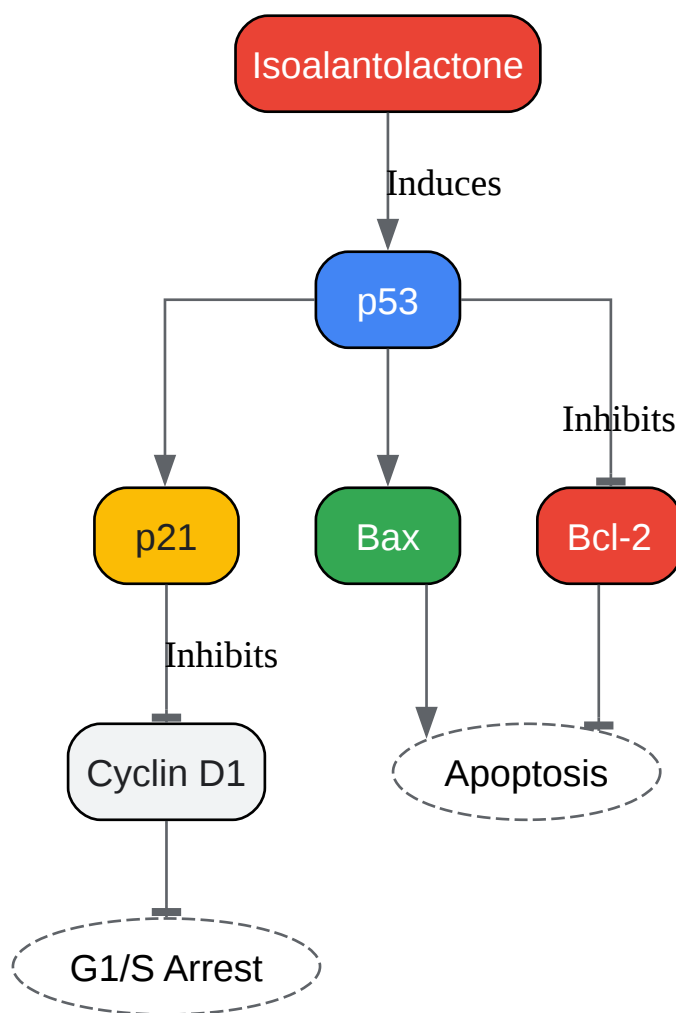 Isoalantolactone
Induces
p53
Inhibits
p21
Bax
Bcl-2
Inhibits
Cyclin D1
Apoptosis
G1/S Arrest